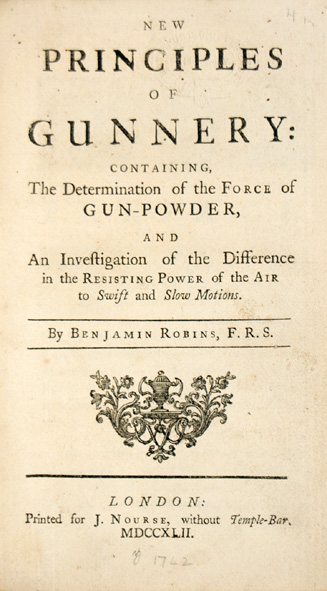 NEW
PRINCIPLES
OF
GUNNERY:
CONTAINING,
The Determination of the FORCE of
GUN-POWDER,
AND
An Inveſtigation of the Difference
in the RESISTING POWER of the AIR
to Swift and Slow Motions.
By BENJAMIN ROBINS, F.R.S.
LONDON:
Printed for J. NOURSE, without Temple-Bar.
MDCCXLII.
1742